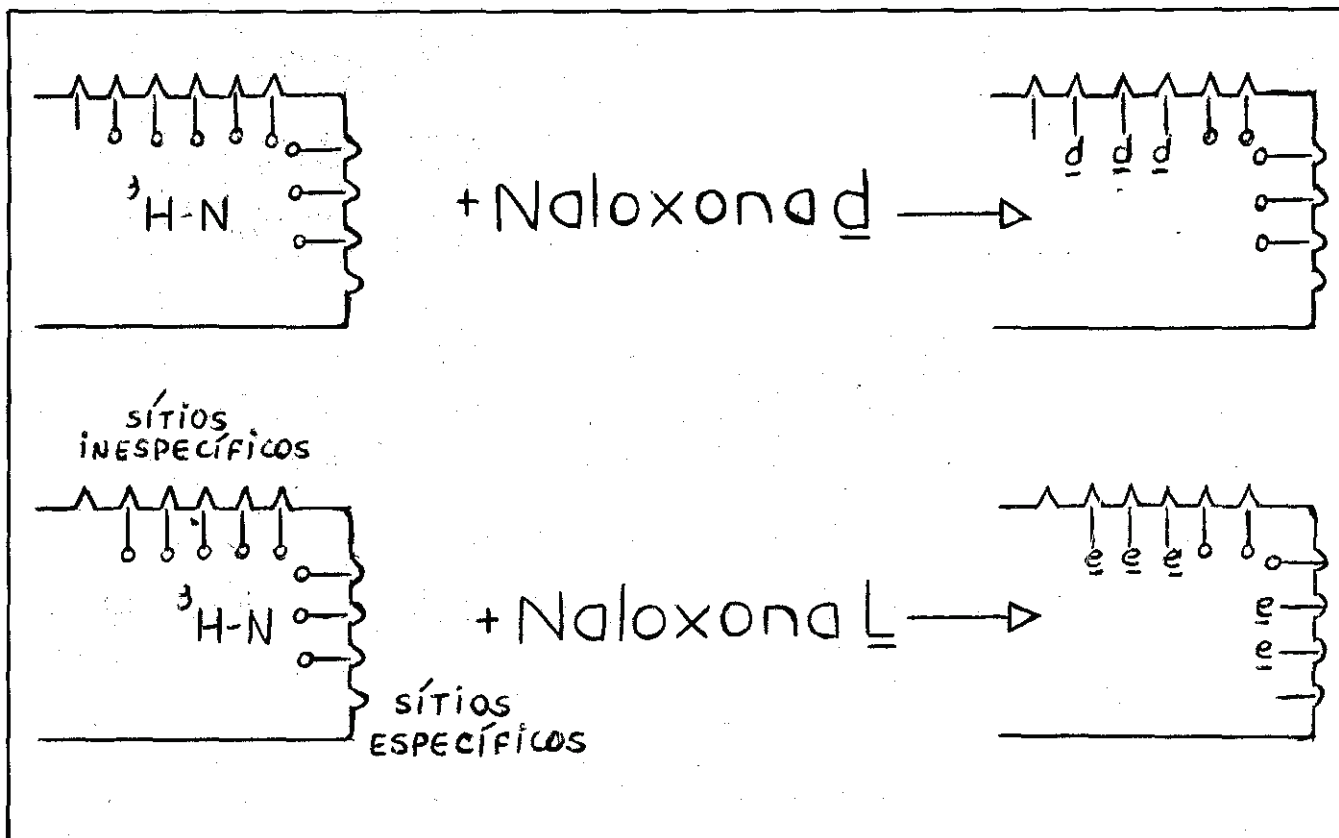 ³H-N
+ Naloxona d
d d d
SÍTIOS
INESPECÍFICOS
³H-N
+ Naloxona L
e e e
e
e
SÍTIOS
ESPECÍFICOS